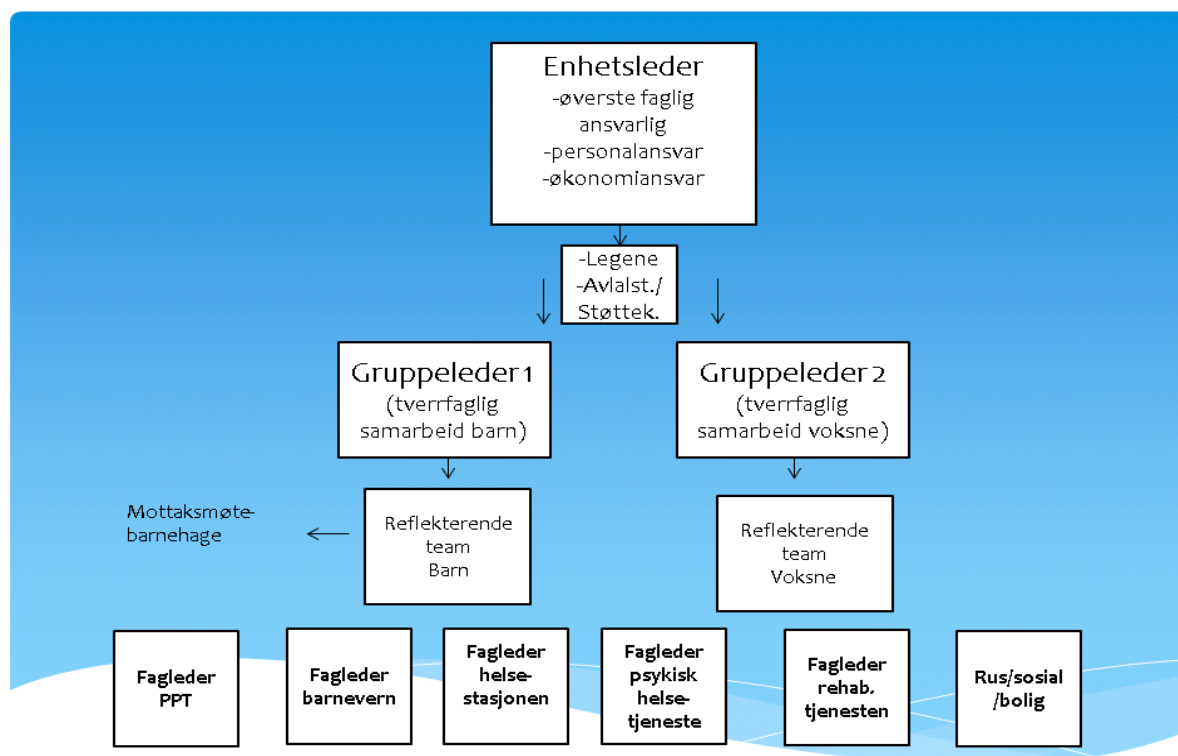 Enhetsleder
-øverste faglig
ansvarlig
-personalansvar
-økonomiansvar
-Legene
-Avlalst./
Støttek.
Gruppeleder 1
(tverrfaglig
samarbeid barn)
Gruppeleder 2
(tverrfaglig
samarbeid voksne)
Mottaksmøte-
barnehage
Reflekterende
team
Barn
Reflekterende
team
Voksne
Fagleder
PPT
Fagleder
barnevern
Fagleder
helse-
stasjonen
Fagleder
psykisk
helse-
tjeneste
Fagleder
rehab.
tjenesten
Rus/sosial
/bolig